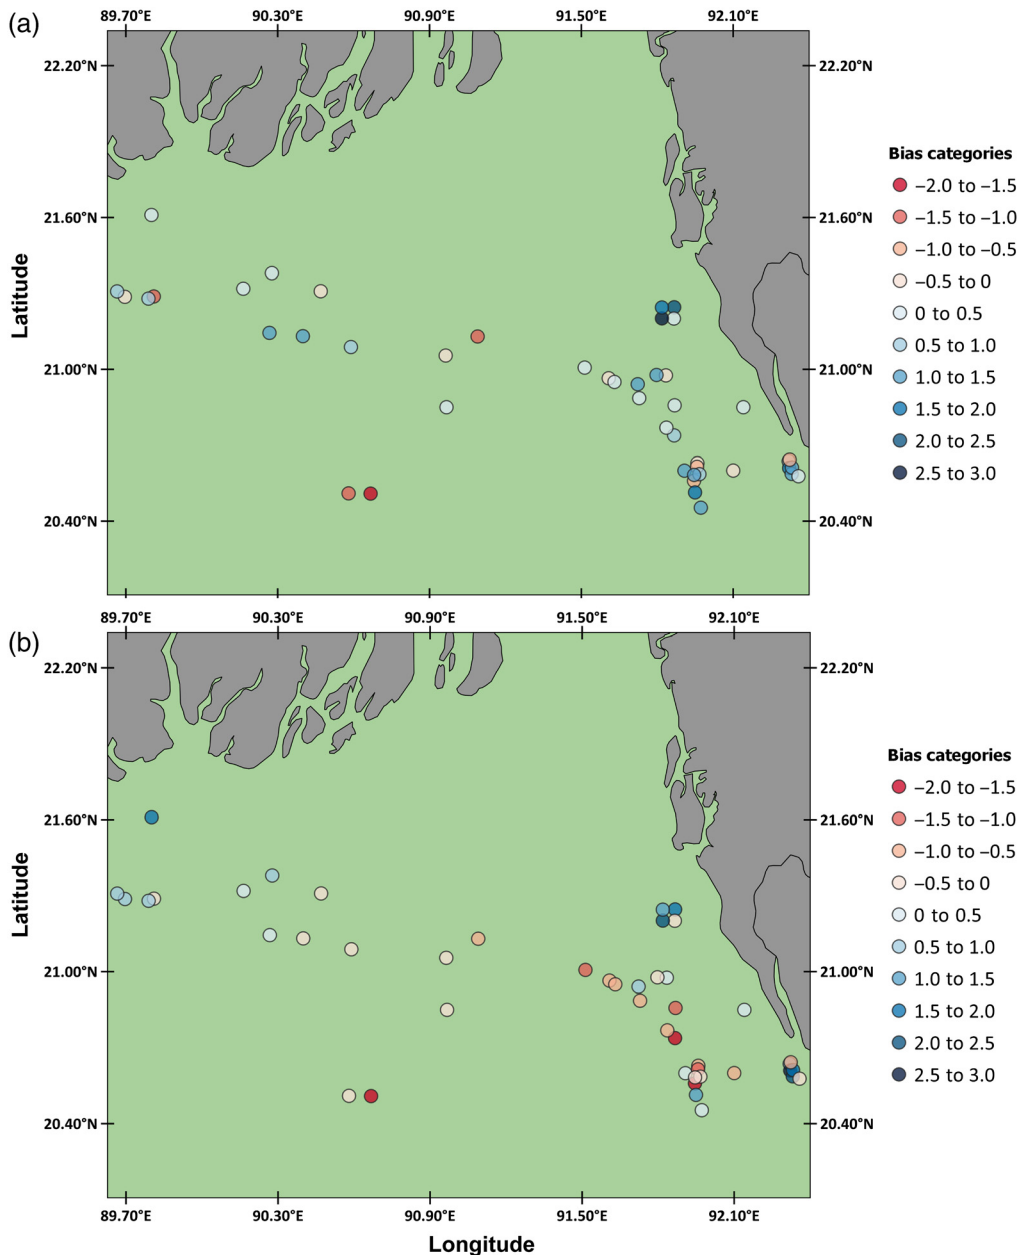 (a)
89.70°E 90.30°E 90.90°E 91.50°E 92.10°E
22.20°N 22.20°N
21.60°N 21.60°N
21.00°N 21.00°N
20.40°N 20.40°N
Latitude
Bias categories
−2.0 to −1.5
−1.5 to −1.0
−1.0 to −0.5
−0.5 to 0
0 to 0.5
0.5 to 1.0
1.0 to 1.5
1.5 to 2.0
2.0 to 2.5
2.5 to 3.0
(b)
89.70°E 90.30°E 90.90°E 91.50°E 92.10°E
22.20°N 22.20°N
21.60°N 21.60°N
21.00°N 21.00°N
20.40°N 20.40°N
Latitude
Bias categories
−2.0 to −1.5
−1.5 to −1.0
−1.0 to −0.5
−0.5 to 0
0 to 0.5
0.5 to 1.0
1.0 to 1.5
1.5 to 2.0
2.0 to 2.5
2.5 to 3.0
89.70°E 90.30°E 90.90°E 91.50°E 92.10°E
Longitude